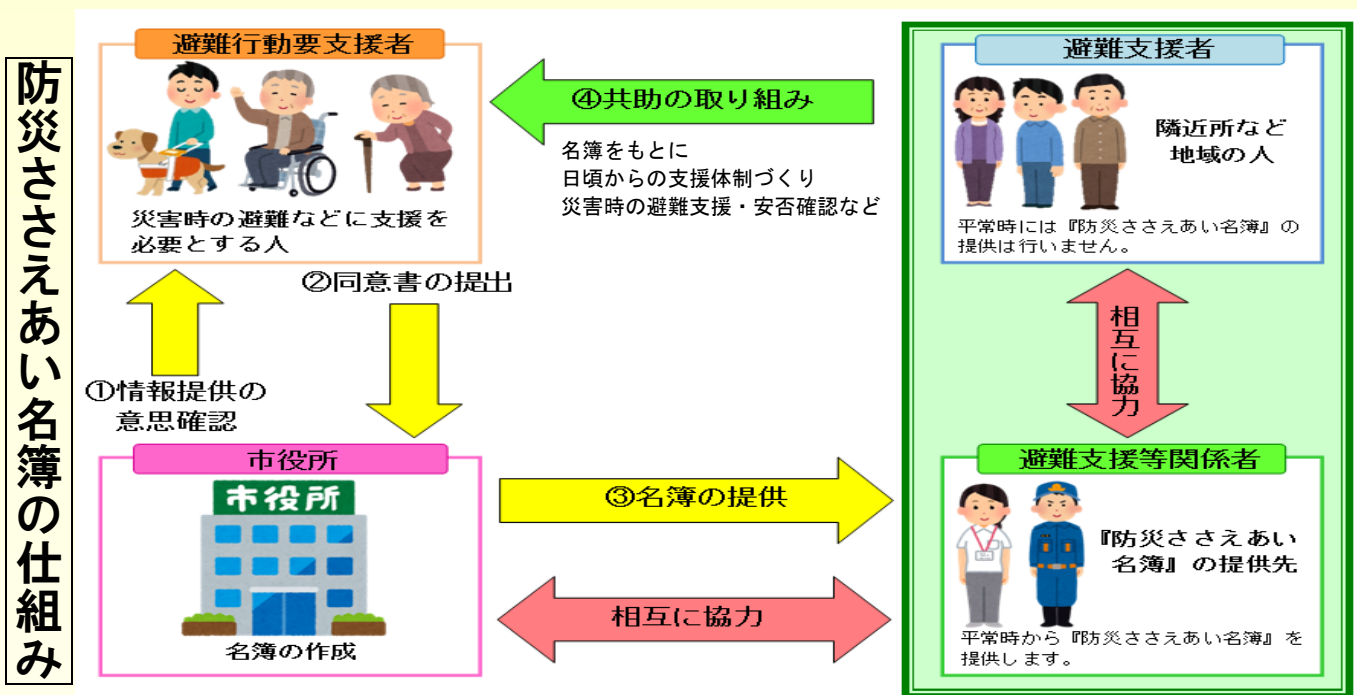 防災ささえあい名簿の仕組み
避難行動要支援者
災害時の避難などに支援を
必要とする人
④共助の取り組み
名簿をもとに
日頃からの支援体制づくり
災害時の避難支援・安否確認など
避難支援者
隣近所など
地域の人
平常時には『防災ささえあい名簿』の
提供は行いません。
①情報提供の
意思確認
②同意書の提出
相互に協力
市役所
市役所
名簿の作成
③名簿の提供
相互に協力
避難支援等関係者
『防災ささえあい
名簿』の提供先
平常時から『防災ささえあい名簿』を
提供します。